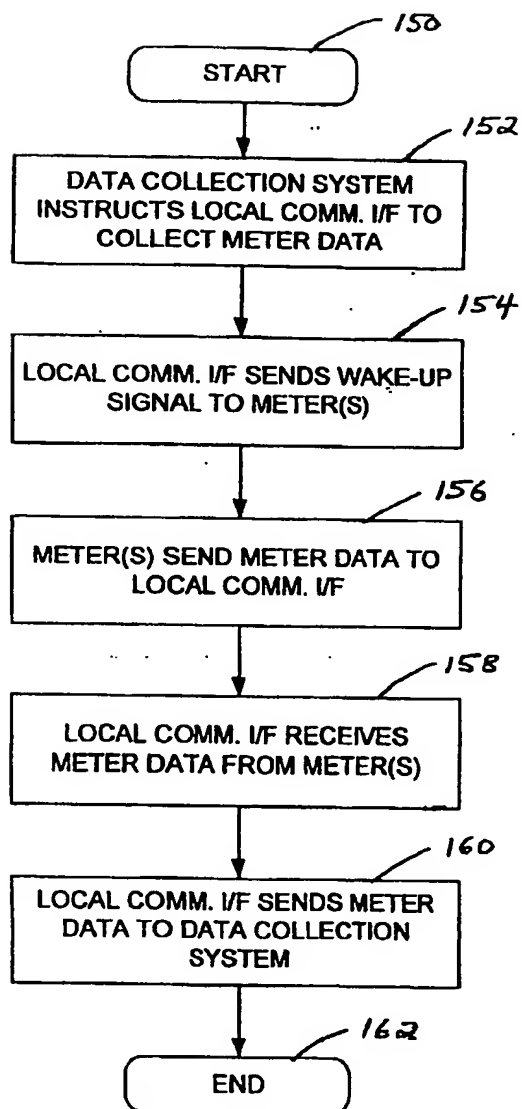 150
START
152
DATA COLLECTION SYSTEM
INSTRUCTS LOCAL COMM. I/F TO
COLLECT METER DATA
154
LOCAL COMM. I/F SENDS WAKE-UP
SIGNAL TO METER(S)
156
METER(S) SEND METER DATA TO
LOCAL COMM. I/F
158
LOCAL COMM. I/F RECEIVES
METER DATA FROM METER(S)
160
LOCAL COMM. I/F SENDS METER
DATA TO DATA COLLECTION
SYSTEM
162
END